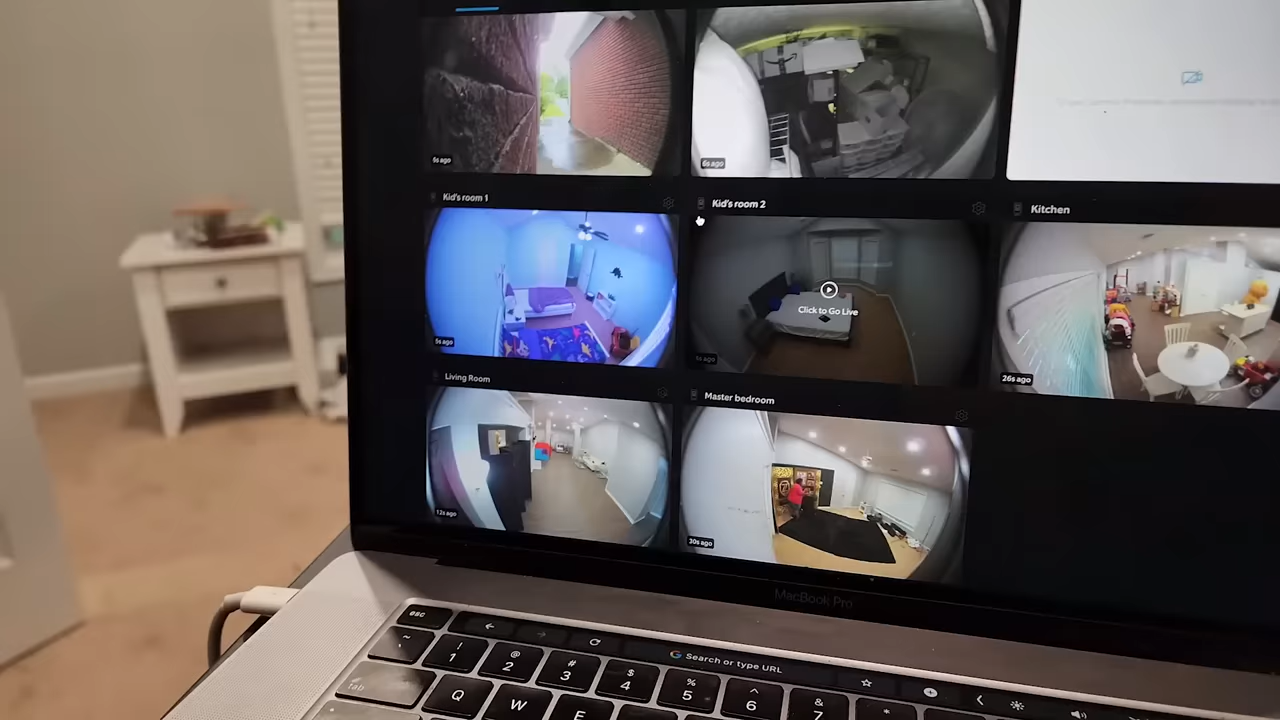 5s ago
6s ago
Kid's room 1
Kid's room 2
Kitchen
Click to Go Live
5s ago
26s ago
Living Room
Master bedroom
12s ago
30s ago
MacBook Pro
esc
Search or type URL
~
!
1
@
2
#
3
$
4
%
5
^
6
&
7
*
tab
Q
W
E